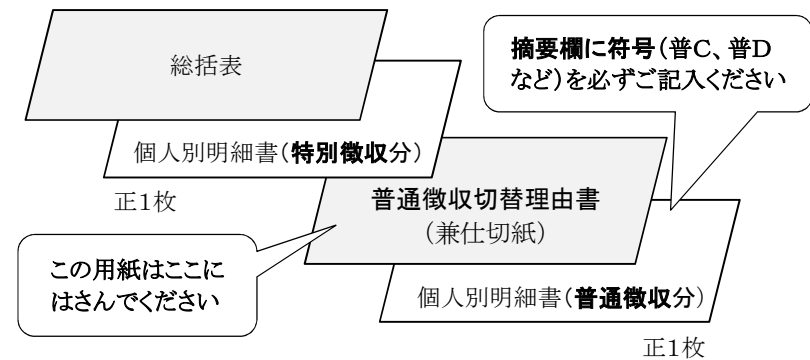 総括表
個人別明細書（特別徴収分）
正1枚
摘要欄に符号（普C、普D
など）を必ずご記入ください
普通徴収切替理由書
（兼仕切紙）
この用紙はここに
はさんでください
個人別明細書（普通徴収分）
正1枚